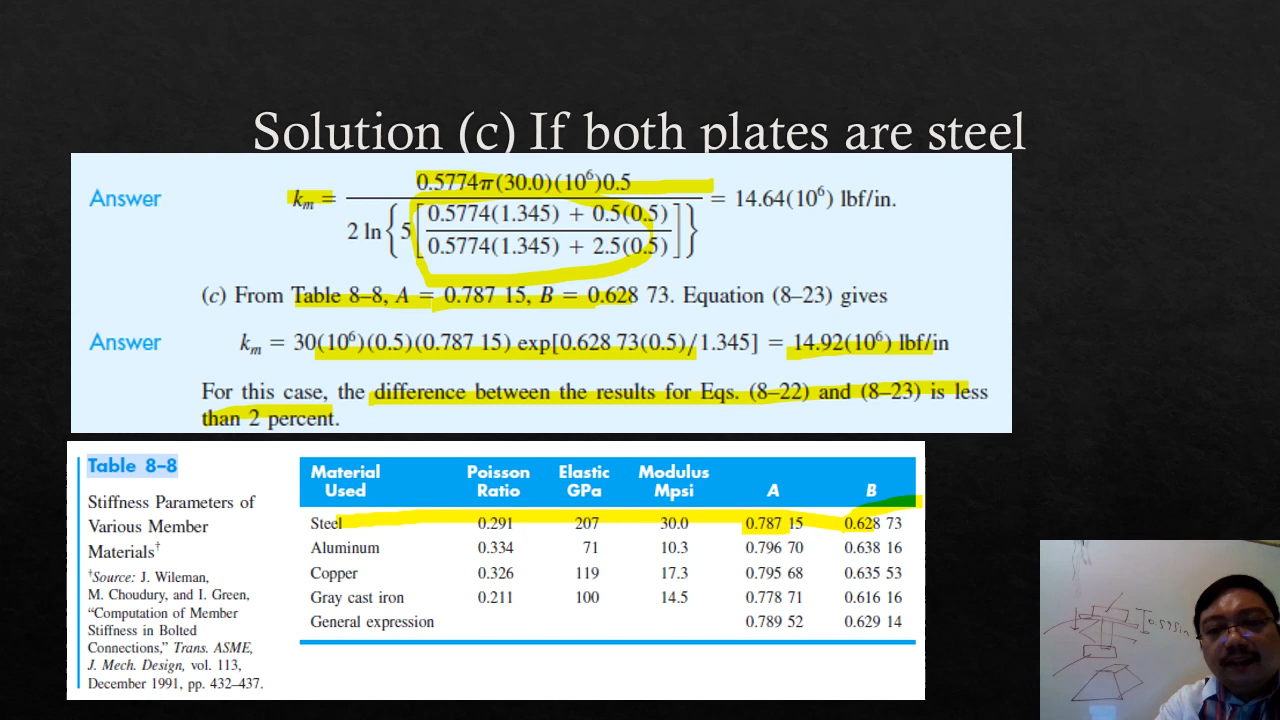 Solution (c) If both plates are steel
Answer
k_m = 0.5774π(30.0)(10⁶)0.5 / 2 ln{5[0.5774(1.345) + 0.5(0.5) / 0.5774(1.345) + 2.5(0.5)]} = 14.64(10⁶) lbf/in.
(c) From Table 8–8, A = 0.787 15, B = 0.628 73. Equation (8–23) gives
Answer
k_m = 30(10⁶)(0.5)(0.787 15) exp[0.628 73(0.5)/1.345] = 14.92(10⁶) lbf/in
For this case, the difference between the results for Eqs. (8–22) and (8–23) is less
than 2 percent.
Table 8–8
Stiffness Parameters of
Various Member
Materials†
†Source: J. Wileman,
M. Choudury, and I. Green,
“Computation of Member
Stiffness in Bolted
Connections,” Trans. ASME,
J. Mech. Design, vol. 113,
December 1991, pp. 432–437.
Material Used Poisson Ratio Elastic GPa Modulus Mpsi A B
Steel 0.291 207 30.0 0.787 15 0.628 73
Aluminum 0.334 71 10.3 0.796 70 0.638 16
Copper 0.326 119 17.3 0.795 68 0.635 53
Gray cast iron 0.211 100 14.5 0.778 71 0.616 16
General expression 0.789 52 0.629 14